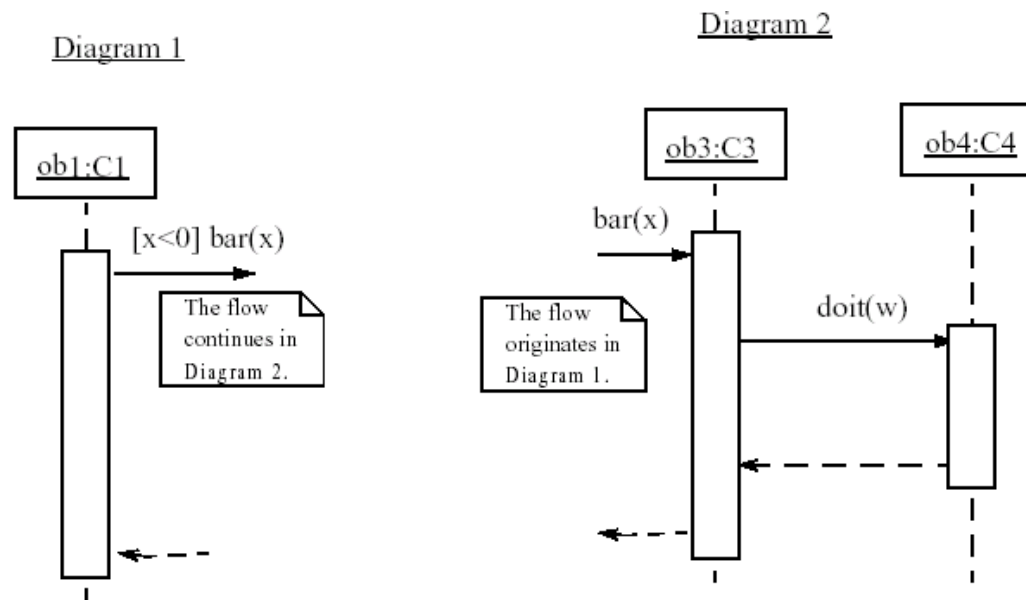 Diagram 1
ob1:C1
[x<0] bar(x)
The flow
continues in
Diagram 2.
Diagram 2
ob3:C3
ob4:C4
bar(x)
The flow
originates in
Diagram 1.
doit(w)